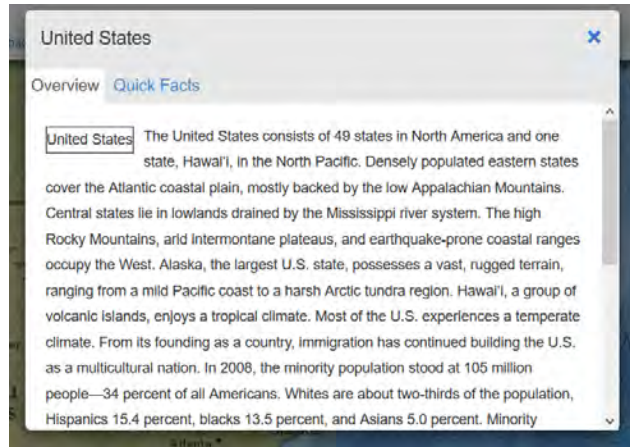 United States ×
Overview Quick Facts
United States The United States consists of 49 states in North America and one
state, Hawai'i, in the North Pacific. Densely populated eastern states
cover the Atlantic coastal plain, mostly backed by the low Appalachian Mountains.
Central states lie in lowlands drained by the Mississippi river system. The high
Rocky Mountains, arid intermontane plateaus, and earthquake-prone coastal ranges
occupy the West. Alaska, the largest U.S. state, possesses a vast, rugged terrain,
ranging from a mild Pacific coast to a harsh Arctic tundra region. Hawai'i, a group of
volcanic islands, enjoys a tropical climate. Most of the U.S. experiences a temperate
climate. From its founding as a country, immigration has continued building the U.S.
as a multicultural nation. In 2008, the minority population stood at 105 million
people—34 percent of all Americans. Whites are about two-thirds of the population,
Hispanics 15.4 percent, blacks 13.5 percent, and Asians 5.0 percent. Minority
Atlanta